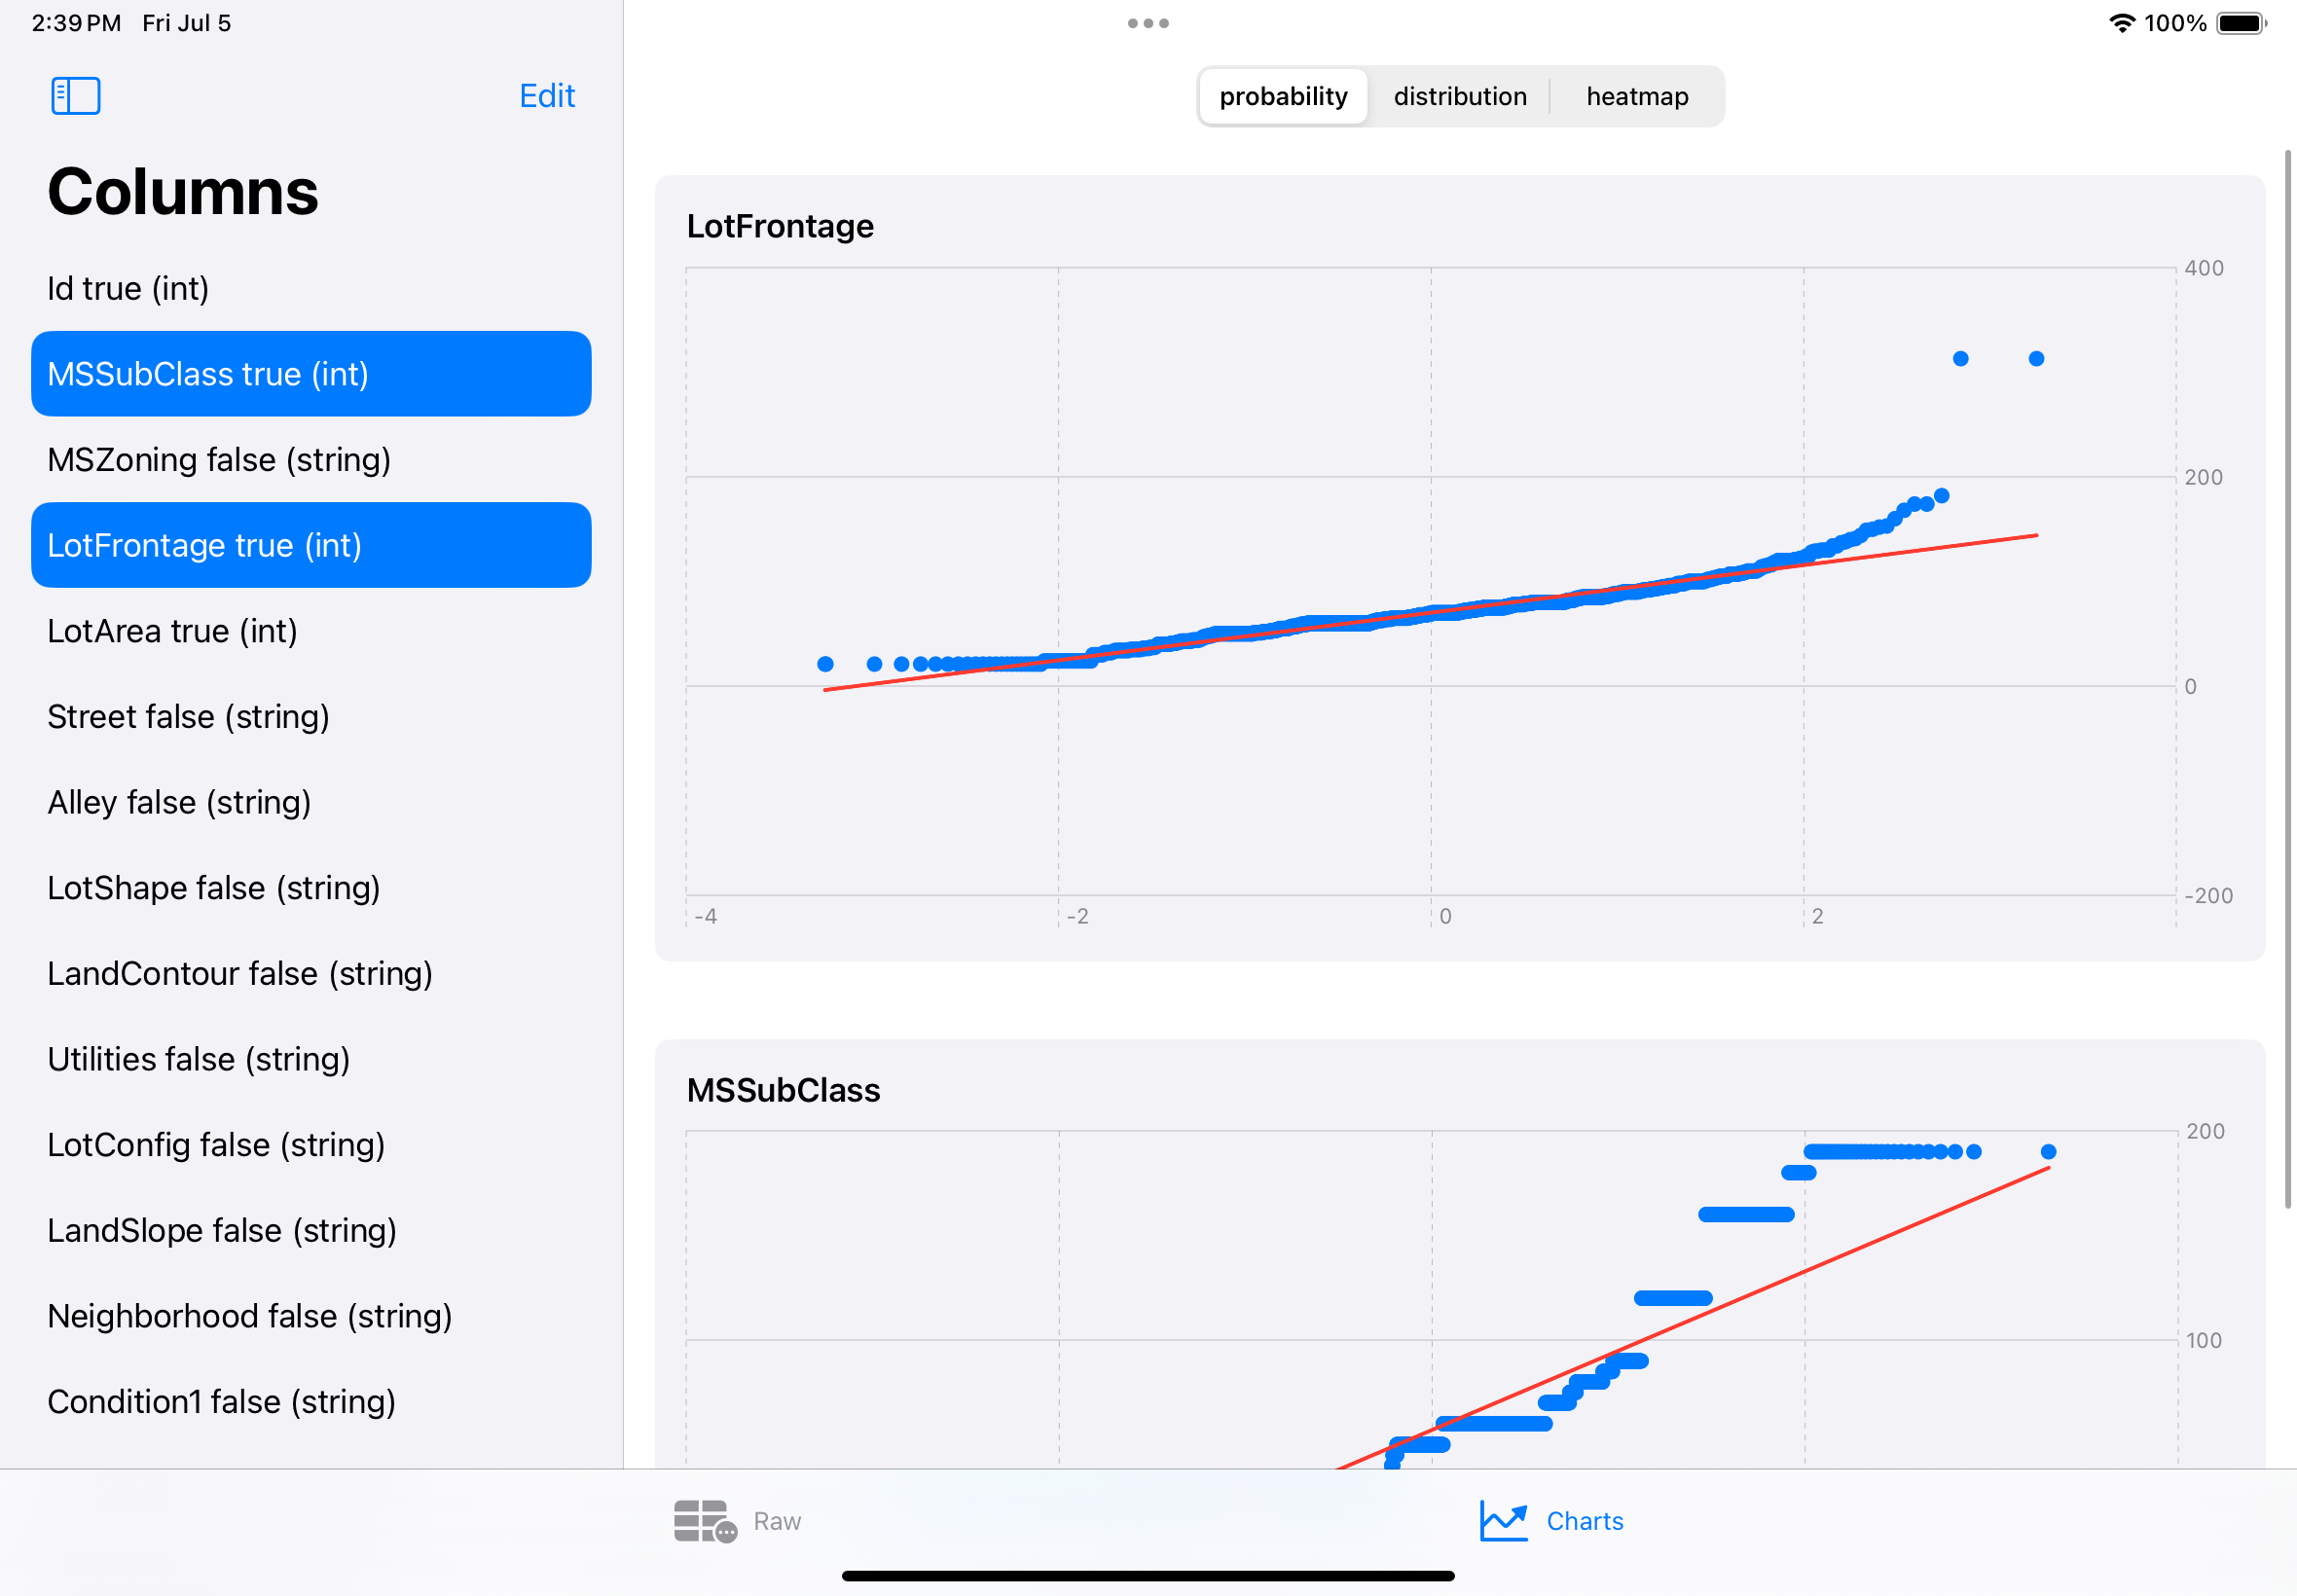 2:39 PM Fri Jul 5
100%
Edit
Columns
Id true (int)
MSSubClass true (int)
MSZoning false (string)
LotFrontage true (int)
LotArea true (int)
Street false (string)
Alley false (string)
LotShape false (string)
LandContour false (string)
Utilities false (string)
LotConfig false (string)
LandSlope false (string)
Neighborhood false (string)
Condition1 false (string)
probability distribution heatmap
LotFrontage
400
200
0
-200
-4 -2 0 2
MSSubClass
200
100
Raw
Charts